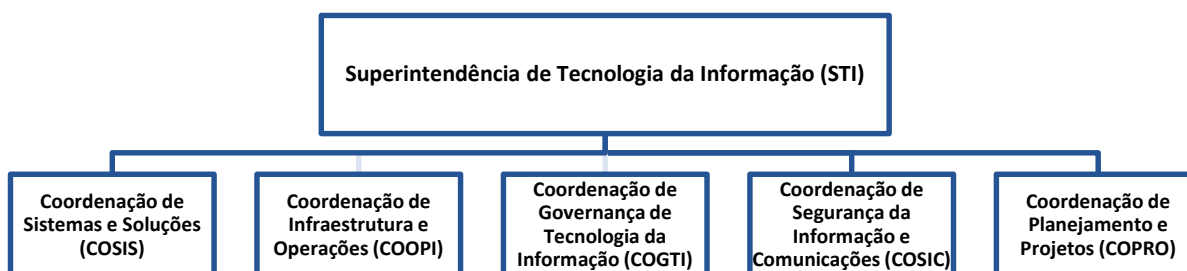 Superintendência de Tecnologia da Informação (STI)
Coordenação de
Sistemas e Soluções
(COSIS)
Coordenação de
Infraestrutura e
Operações (COOPI)
Coordenação de
Governança de
Tecnologia da
Informação (COGTI)
Coordenação de
Segurança da
Informação e
Comunicações (COSIC)
Coordenação de
Planejamento e
Projetos (COPRO)